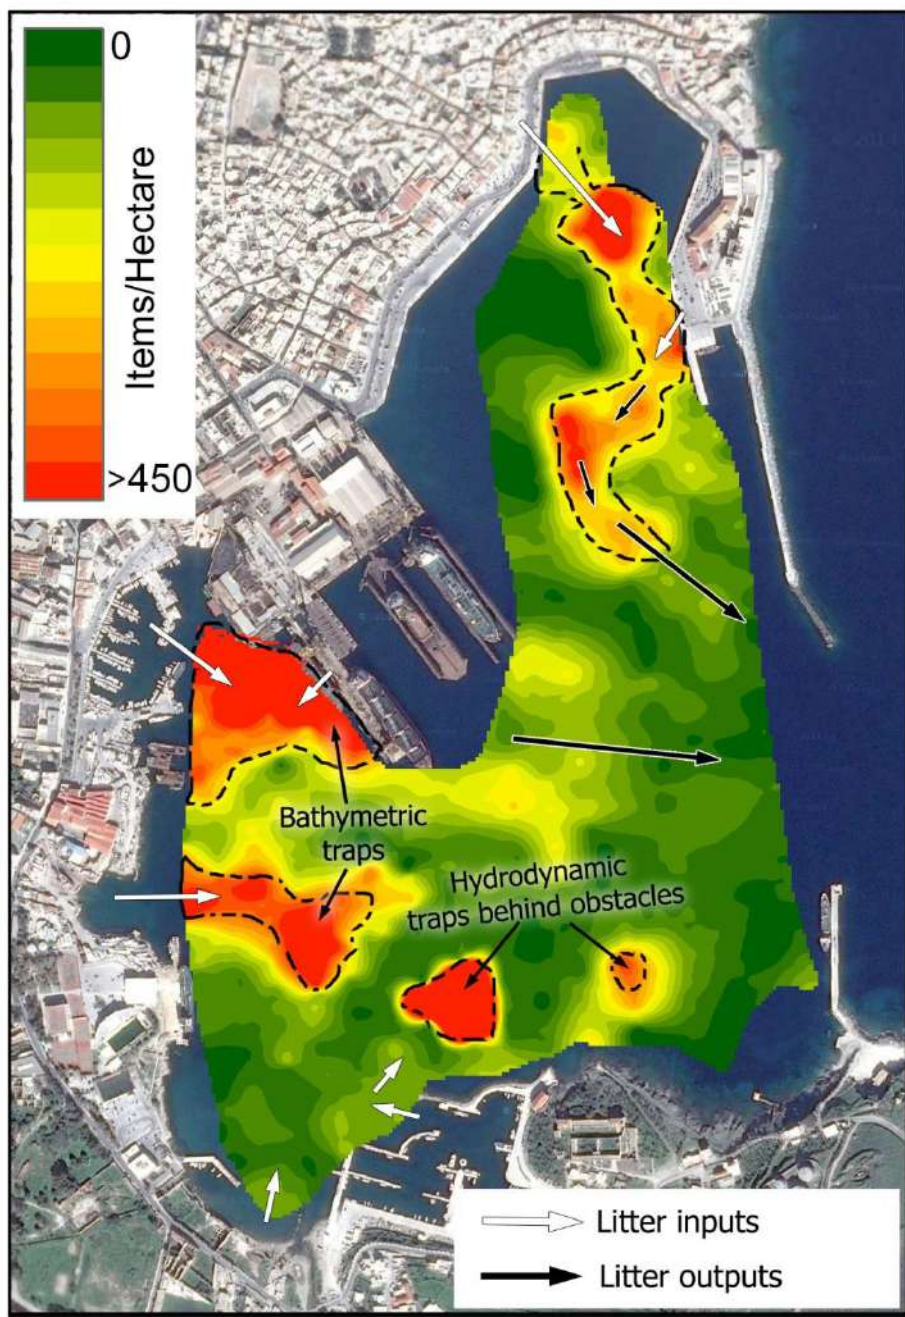 0
Items/Hectare
>450
Bathymetric
traps
Hydrodynamic
traps behind obstacles
Litter inputs
Litter outputs